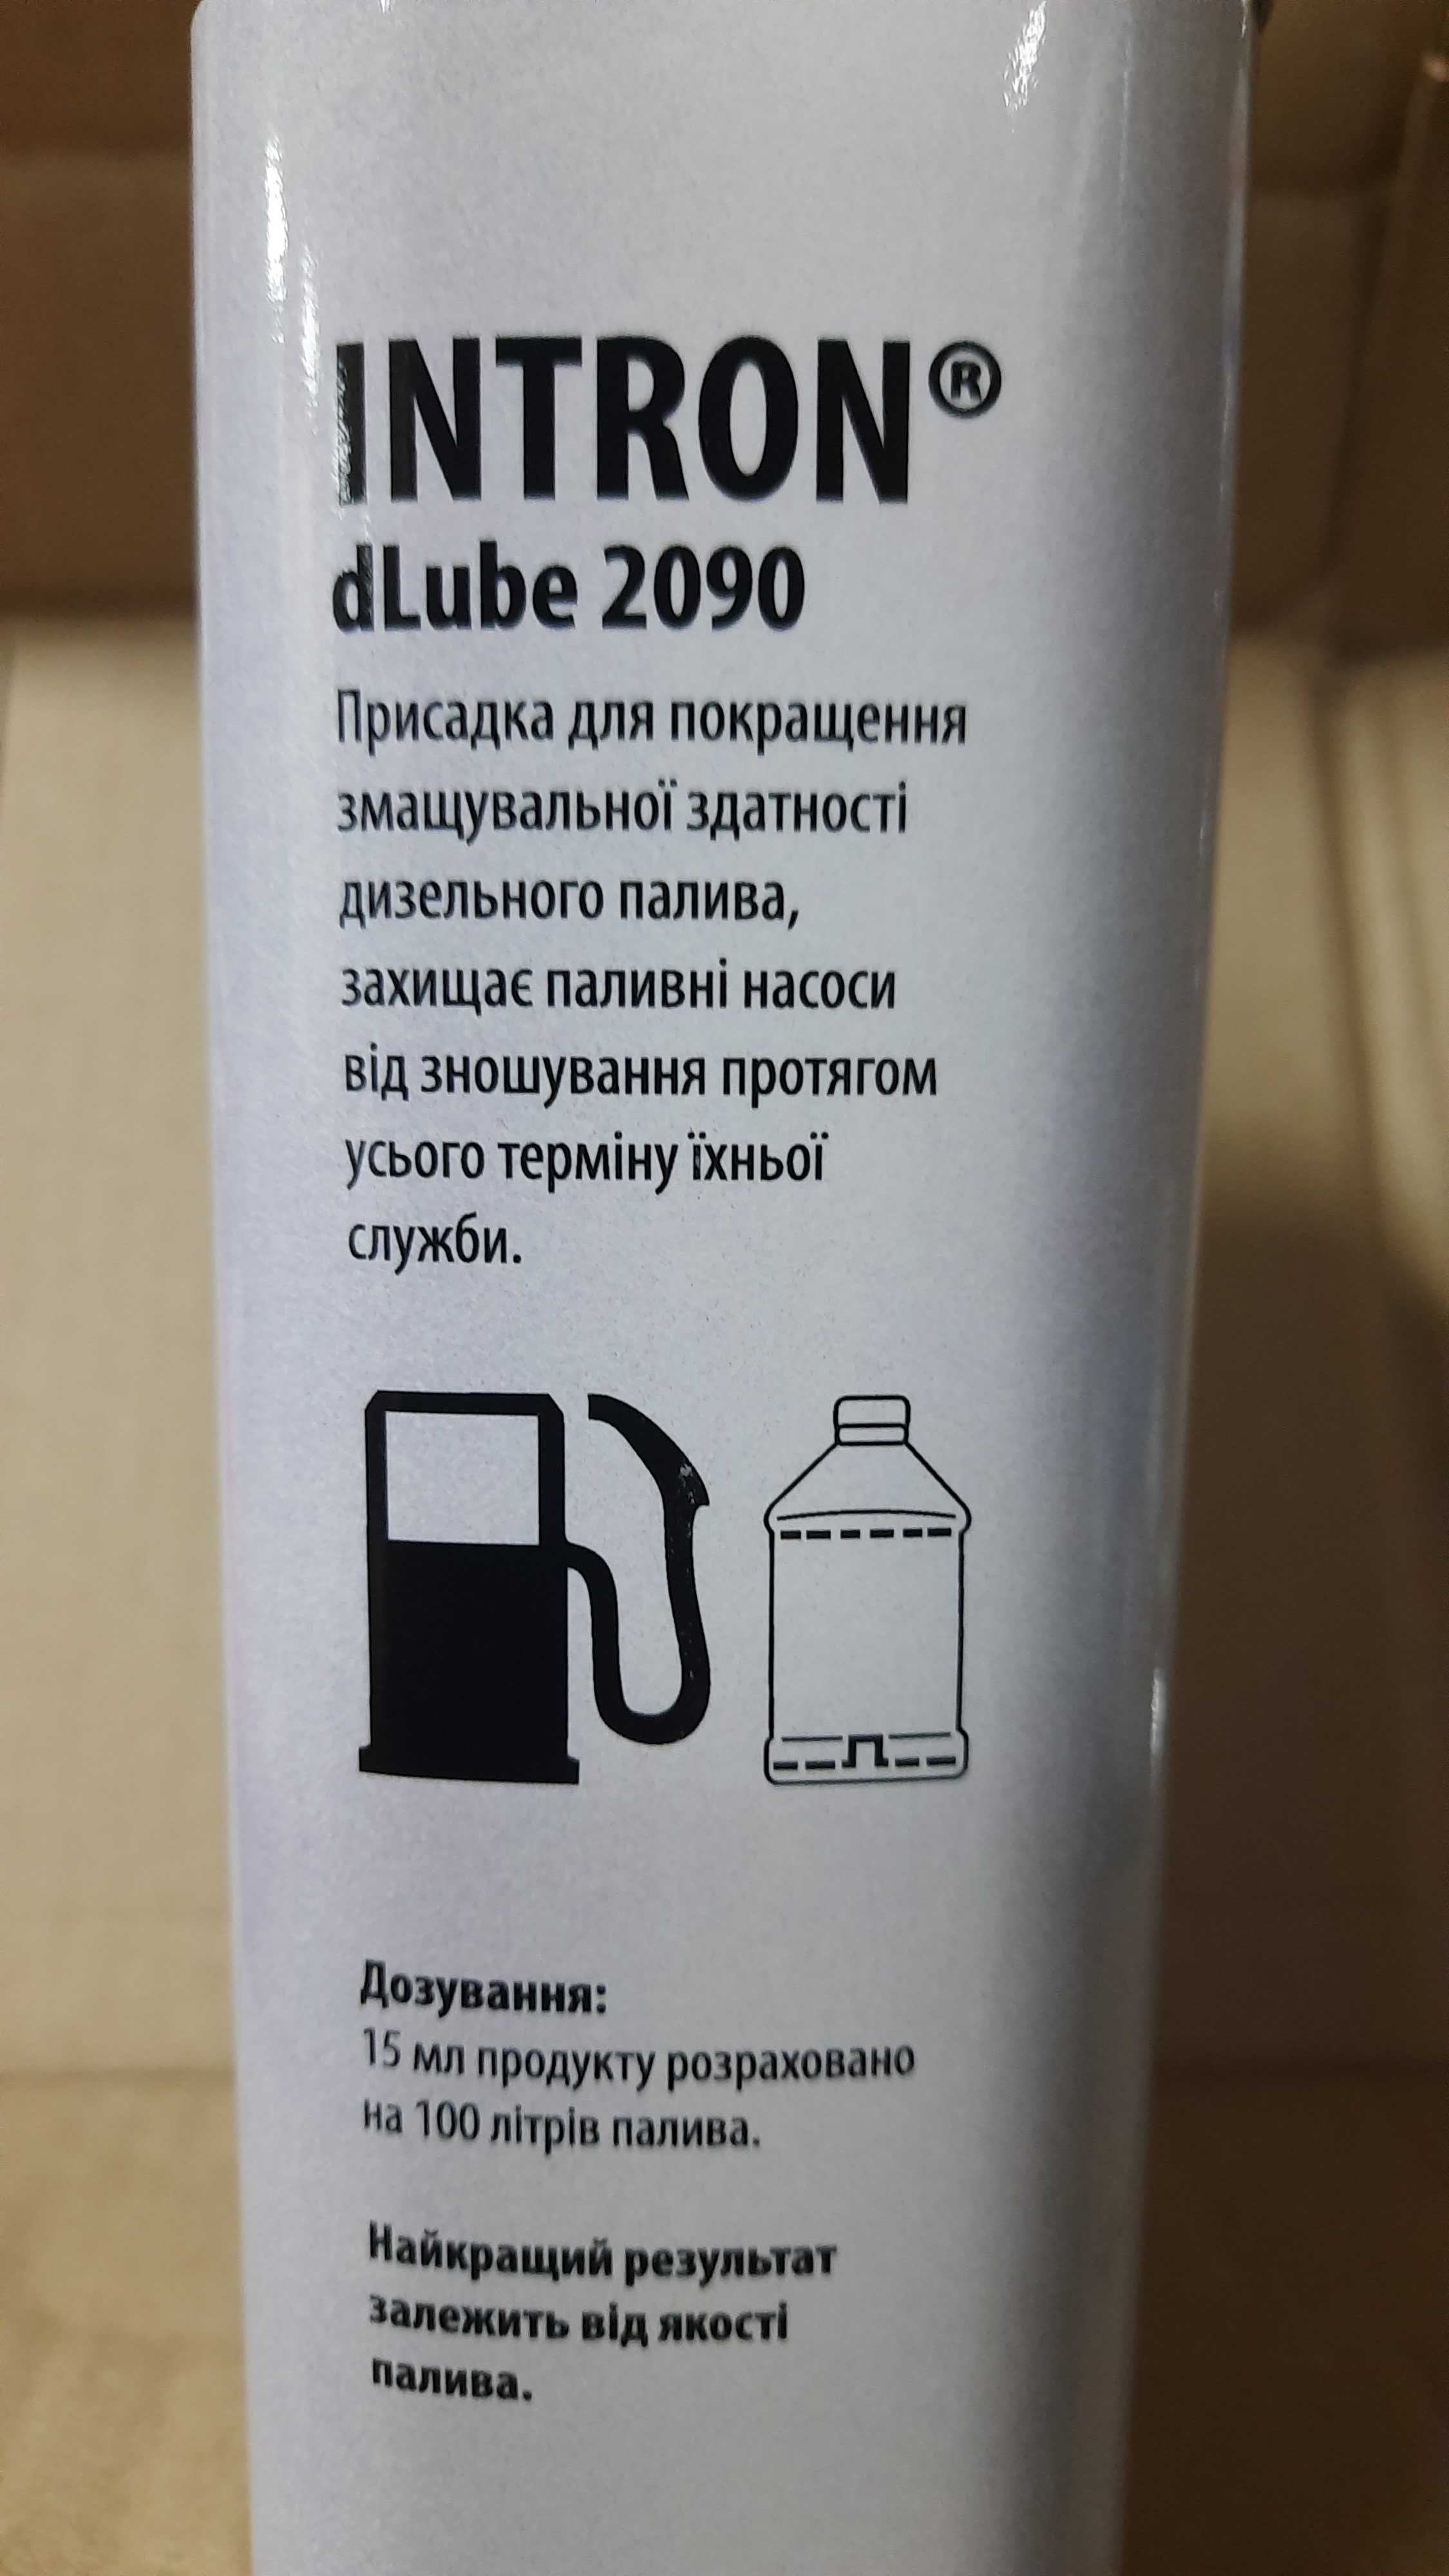 INTRON®
dLube 2090
Присадка для покращення
змащувальної здатності
дизельного палива,
захищає паливні насоси
від зношування протягом
усього терміну їхньої
служби.
Дозування:
15 мл продукту розраховано
на 100 літрів палива.
Найкращий результат
залежить від якості
палива.